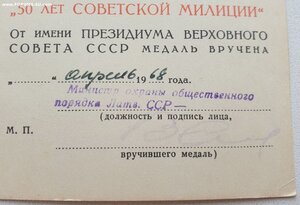 "50 ЛЕТ СОВЕТСКОЙ МИЛИЦИИ"
ОТ ИМЕНИ ПРЕЗИДИУМА ВЕРХОВНОГО
СОВЕТА СССР МЕДАЛЬ ВРУЧЕНА
„ “ апрель 1968 года.
Министр охраны общественного
порядка Латв. ССР—
(должность и подпись лица,
М. П.
вручившего медаль)